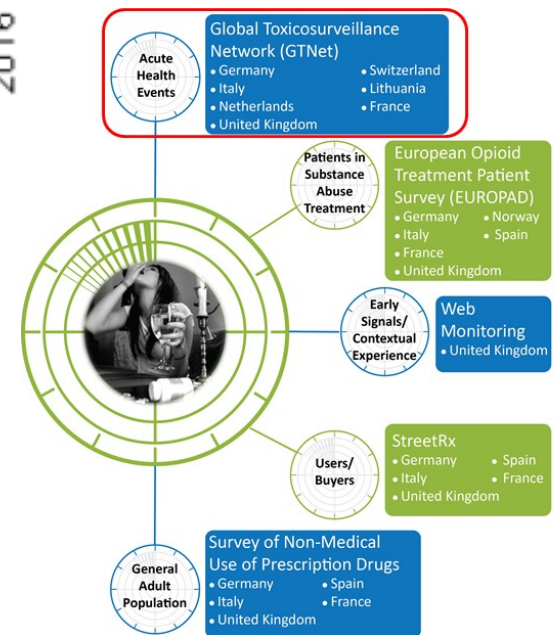 2016
Acute
Health
Events
Global Toxicosurveillance
Network (GTNet)
• Germany • Switzerland
• Italy • Lithuania
• Netherlands • France
• United Kingdom
Patients in
Substance
Abuse
Treatment
European Opioid
Treatment Patient
Survey (EUROPAD)
• Germany • Norway
• Italy • Spain
• France
• United Kingdom
Early
Signals/
Contextual
Experience
Web
Monitoring
• United Kingdom
Users/
Buyers
StreetRx
• Germany • Spain
• Italy • France
• United Kingdom
General
Adult
Population
Survey of Non-Medical
Use of Prescription Drugs
• Germany • Spain
• Italy • France
• United Kingdom